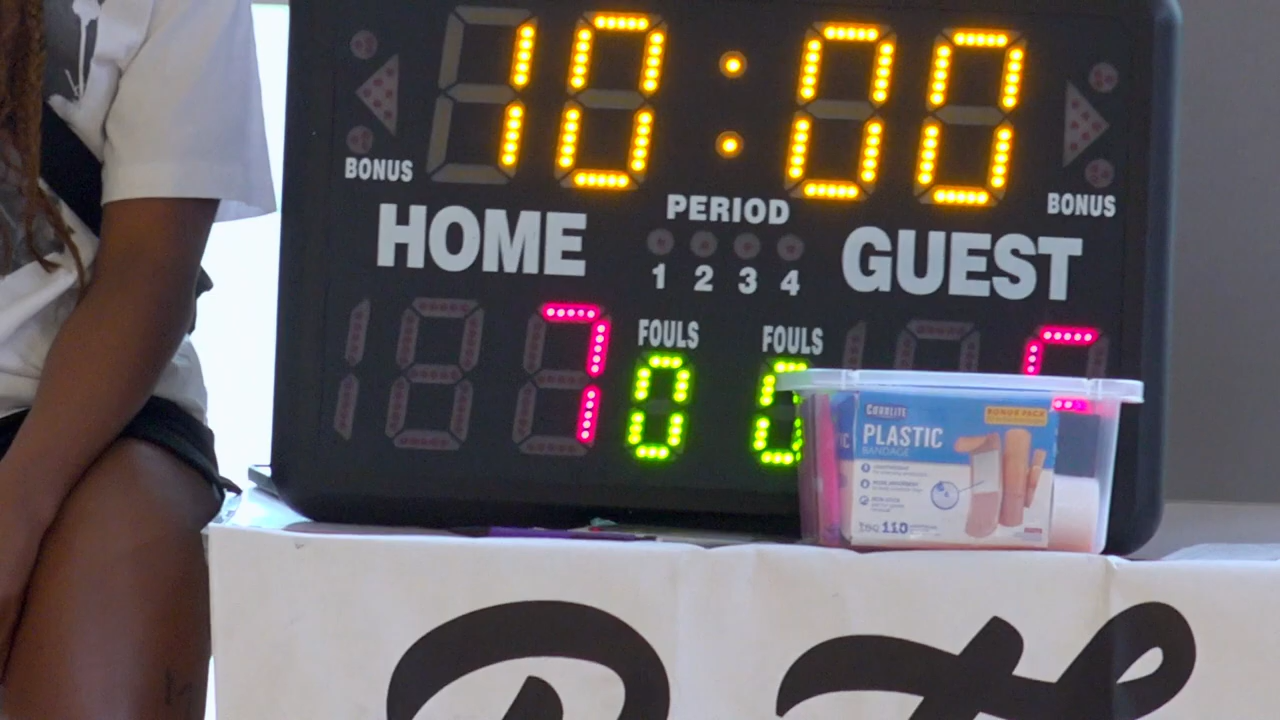 10:00
BONUS
BONUS
PERIOD
HOME
GUEST
1 2 3 4
FOULS
FOULS
7
0
CURELITE
BONUS PACK
PLASTIC
BANDAGE
110